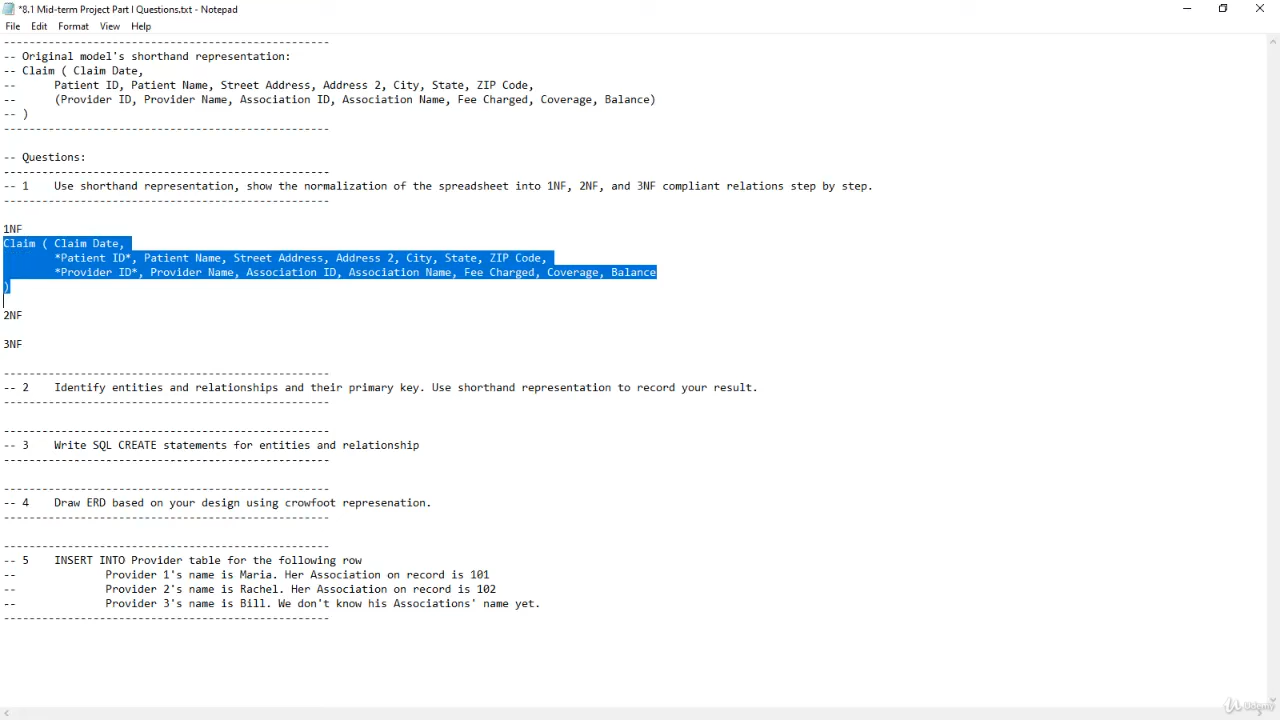 *8.1 Mid-term Project Part I Questions.txt - Notepad
File Edit Format View Help
---------------------------------------------------
-- Original model's shorthand representation:
-- Claim ( Claim Date,
-- Patient ID, Patient Name, Street Address, Address 2, City, State, ZIP Code,
-- (Provider ID, Provider Name, Association ID, Association Name, Fee Charged, Coverage, Balance)
-- )
---------------------------------------------------
-- Questions:
---------------------------------------------------
-- 1 Use shorthand representation, show the normalization of the spreadsheet into 1NF, 2NF, and 3NF compliant relations step by step.
---------------------------------------------------
1NF
Claim ( Claim Date,
*Patient ID*, Patient Name, Street Address, Address 2, City, State, ZIP Code,
*Provider ID*, Provider Name, Association ID, Association Name, Fee Charged, Coverage, Balance
)
2NF
3NF
---------------------------------------------------
-- 2 Identify entities and relationships and their primary key. Use shorthand representation to record your result.
---------------------------------------------------
---------------------------------------------------
-- 3 Write SQL CREATE statements for entities and relationship
---------------------------------------------------
---------------------------------------------------
-- 4 Draw ERD based on your design using crowfoot represenation.
---------------------------------------------------
---------------------------------------------------
-- 5 INSERT INTO Provider table for the following row
-- Provider 1's name is Maria. Her Association on record is 101
-- Provider 2's name is Rachel. Her Association on record is 102
-- Provider 3's name is Bill. We don't know his Associations' name yet.
---------------------------------------------------
Udemy